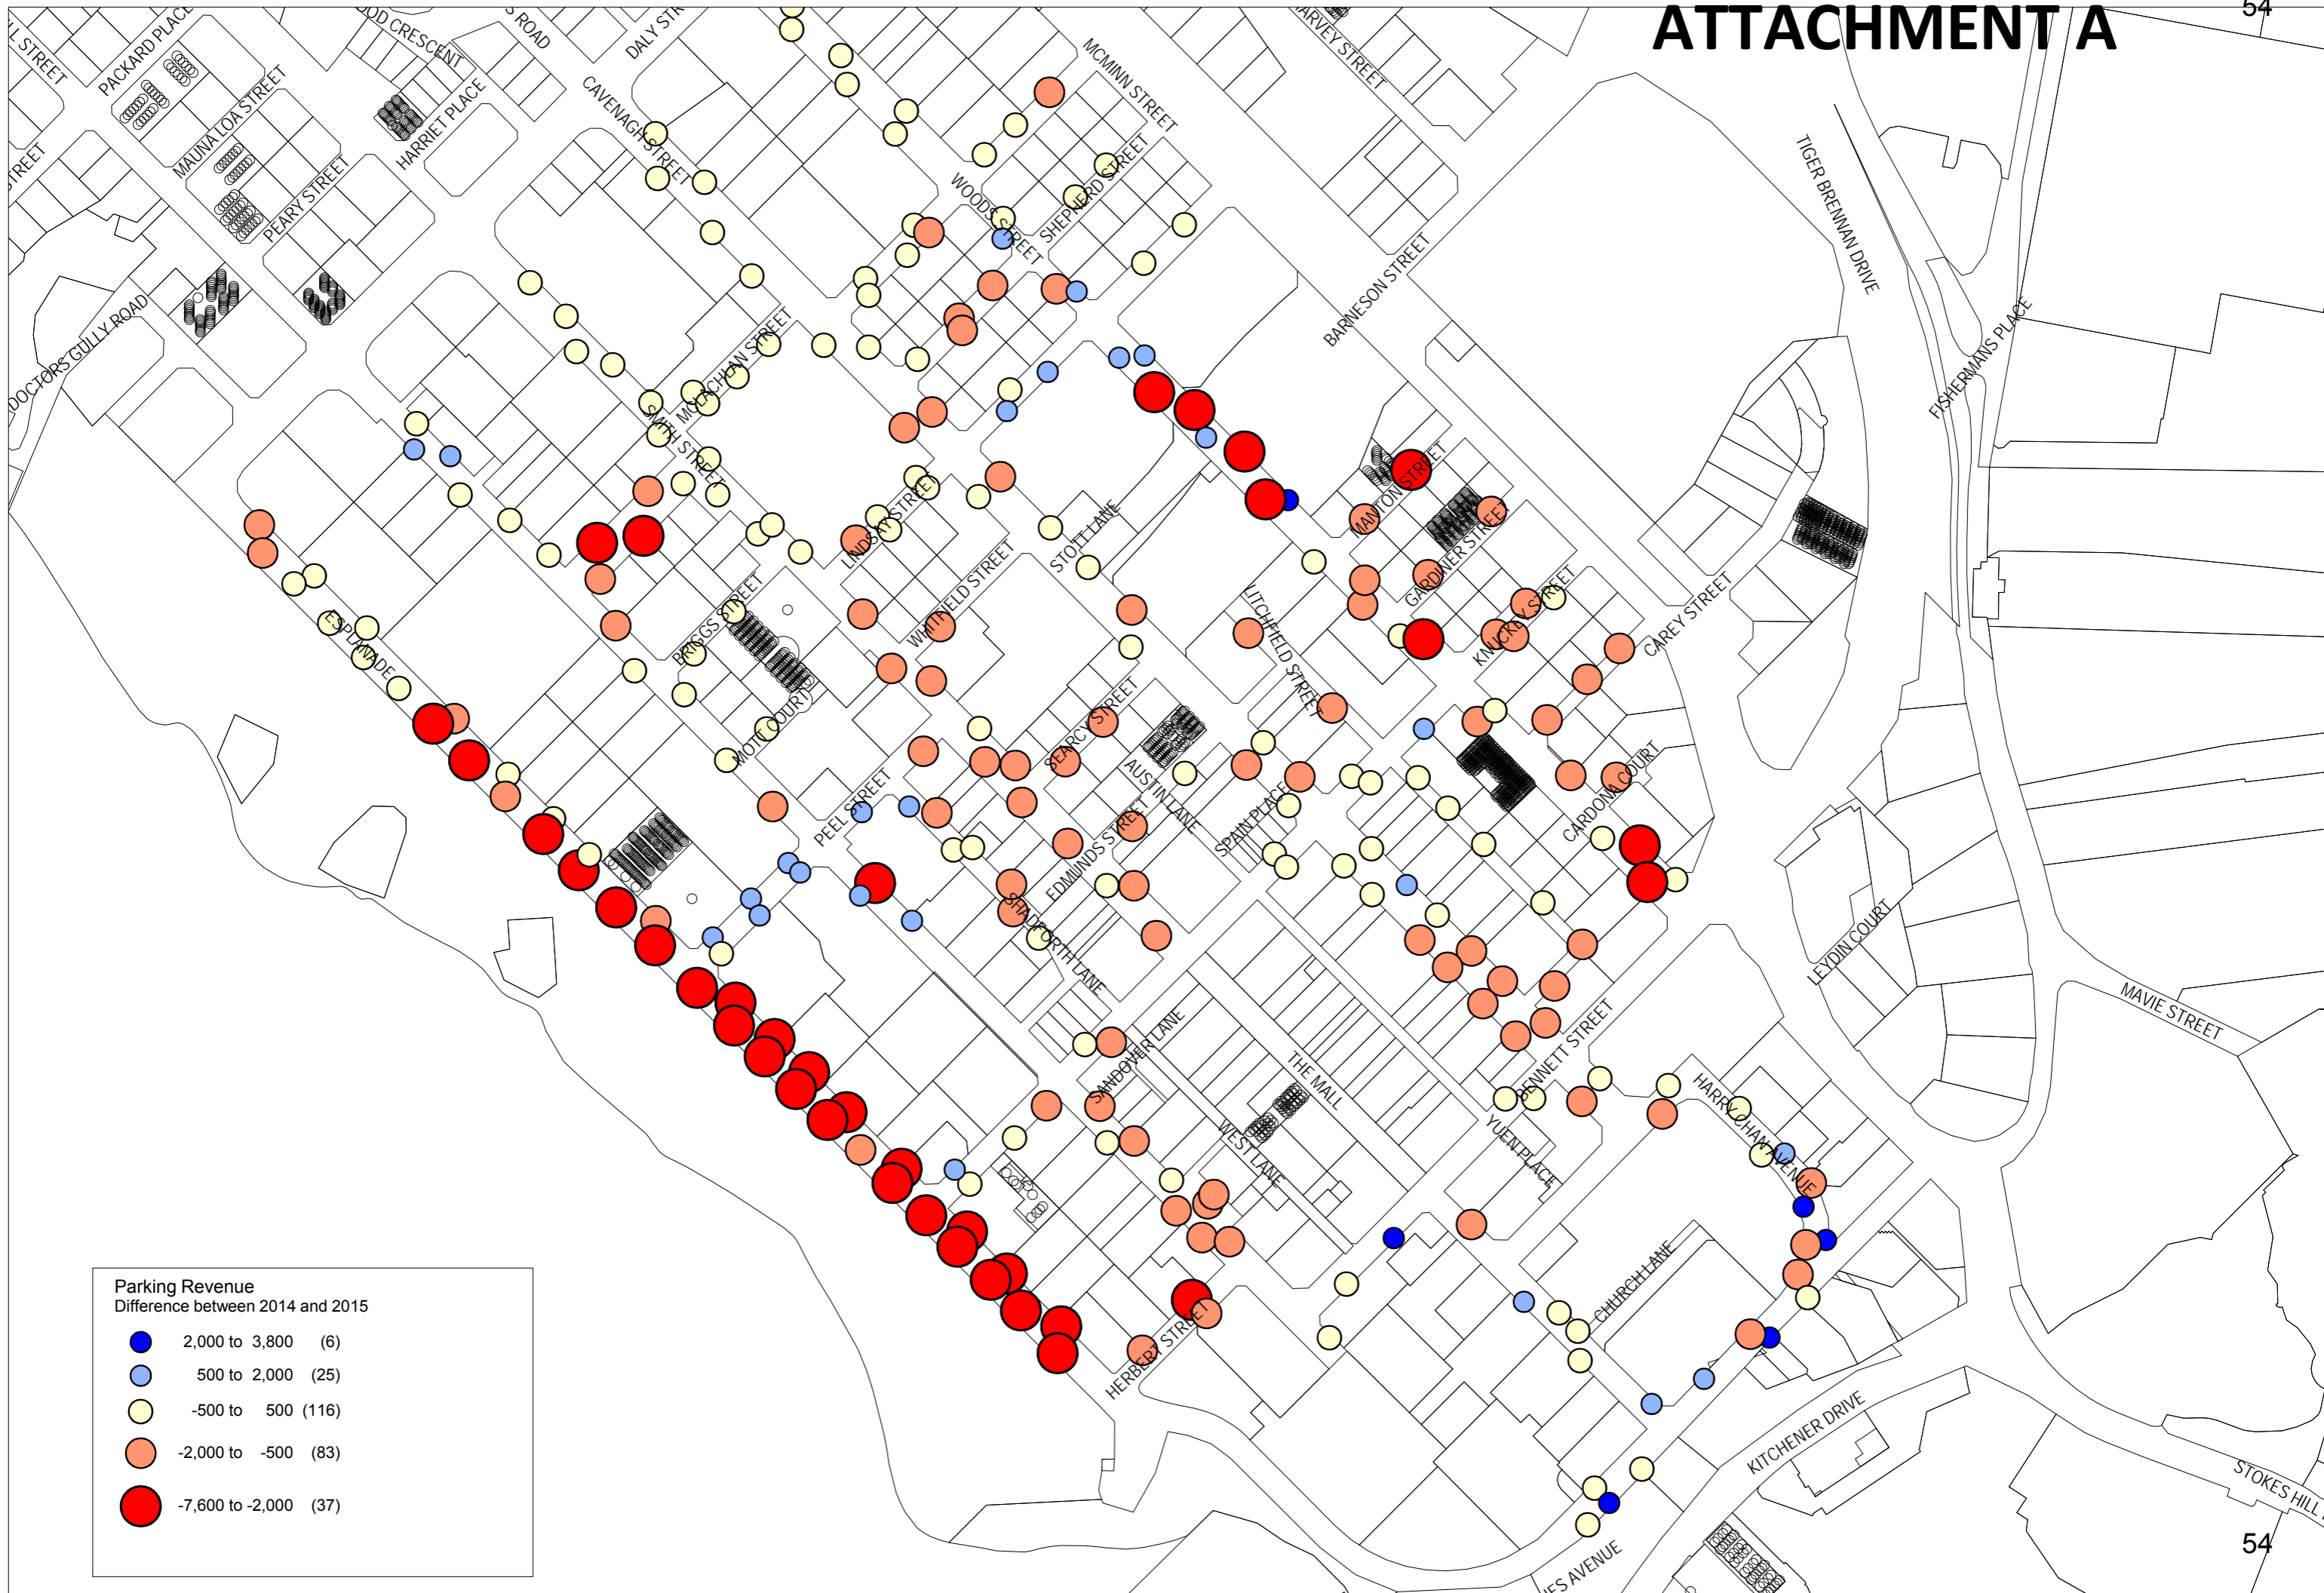 ATTACHMENT A
54
PACKARD PLACE
MAUNA LOA STREET
PEARY STREET
HARRIET PLACE
CAVENAGH STREET
MCMINN STREET
WOODS STREET
SHEPHERD STREET
BARNESON STREET
TIGER BRENNAN DRIVE
FISHERMANS PLACE
DOCTORS GULLY ROAD
MCLACHLAN STREET
SMITH STREET
LINDSAY STREET
WHITFIELD STREET
STOTT LANE
MANTON STREET
GARDINER STREET
KNUCKEY STREET
CAREY STREET
LITCHFIELD STREET
ESPLANADE
BRIGGS STREET
MOTT COURT
PEEL STREET
SEARCY STREET
AUSTIN LANE
EDMUNDS STREET
SPAIN PLACE
CARDONA COURT
SHADFORTH LANE
LEYDIN COURT
MAVIE STREET
SANDOVER LANE
THE MALL
WEST LANE
BENNETT STREET
YUEN PLACE
HARRY CHAN AVENUE
CHURCH LANE
HERBERT STREET
KITCHENER DRIVE
STOKES HILL
Parking Revenue
Difference between 2014 and 2015
2,000 to 3,800 (6)
500 to 2,000 (25)
-500 to 500 (116)
-2,000 to -500 (83)
-7,600 to -2,000 (37)
54